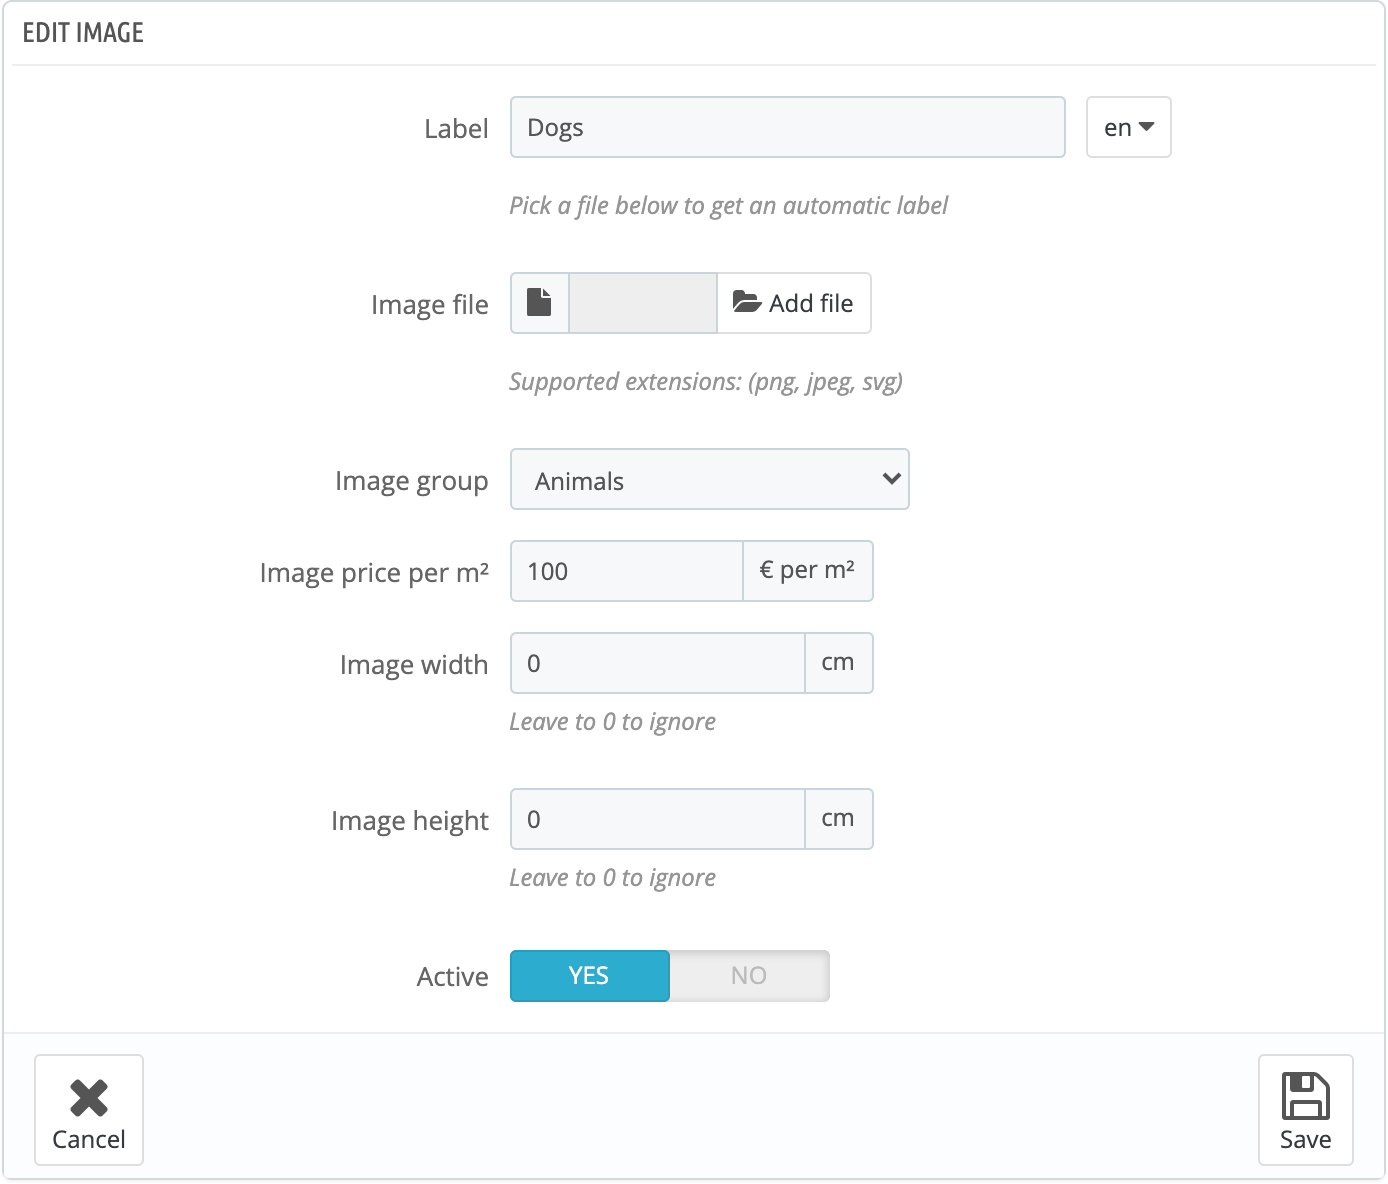 EDIT IMAGE
Label Dogs en
Pick a file below to get an automatic label
Image file Add file
Supported extensions: (png, jpeg, svg)
Image group Animals
Image price per m² 100 € per m²
Image width 0 cm
Leave to 0 to ignore
Image height 0 cm
Leave to 0 to ignore
Active YES NO
Cancel Save